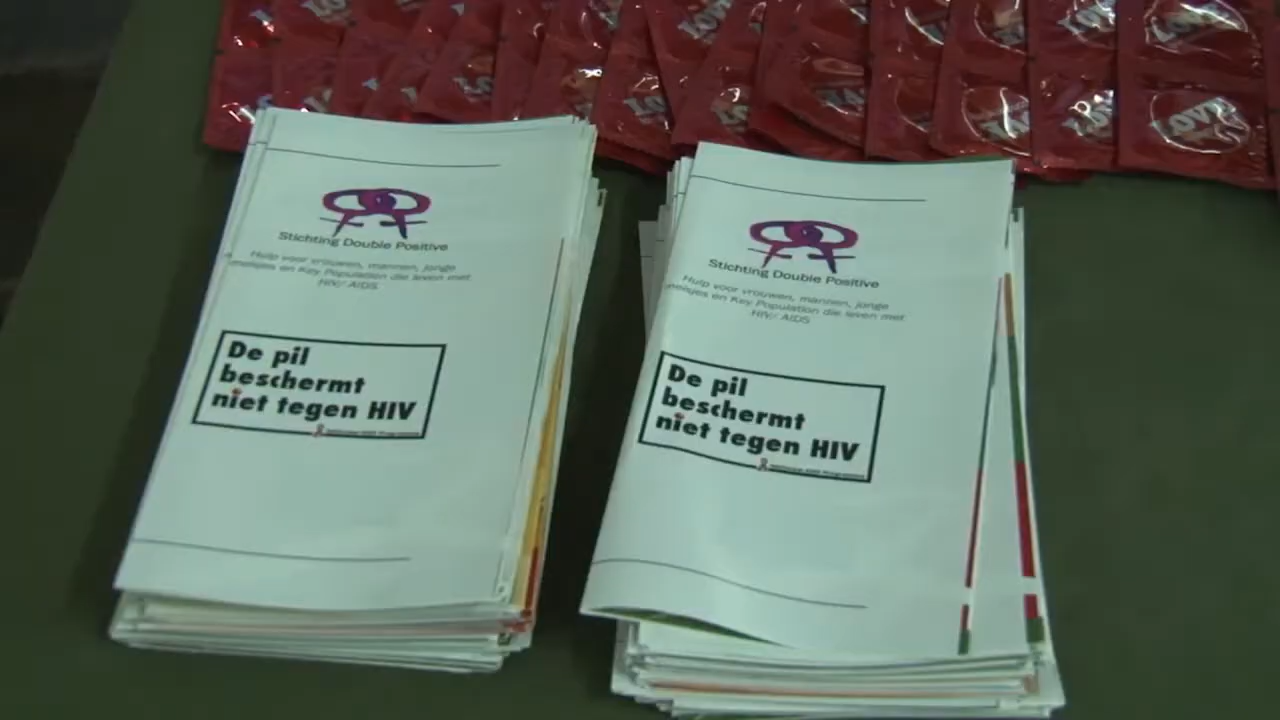 LOVE
LOVE
Stichting Double Positive
Hulp voor vrouwen, mannen, jonge
meisjes en Key Population die leven met
HIV/ AIDS
De pil
beschermt
niet tegen HIV
Stichting Double Positive
Hulp voor vrouwen, mannen, jonge
meisjes en Key Population die leven met
HIV/ AIDS
De pil
beschermt
niet tegen HIV